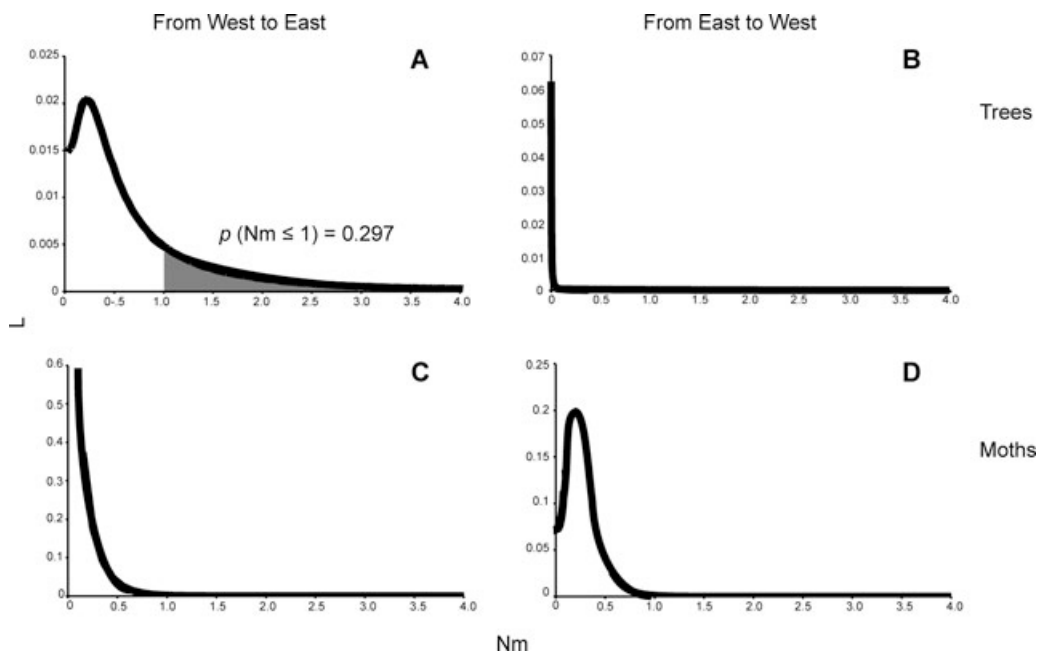 From West to East
From East to West
A
0.025
0.02
0.015
0.01
0.005
0
p (Nm ≤ 1) = 0.297
0 0-5 1.0 1.5 2.0 2.5 3.0 3.5 4.0
B
0.07
0.06
0.05
0.04
0.03
0.02
0.01
0
0.5 1.0 1.5 2.0 2.5 3.0 3.5 4.0
Trees
L
C
0.6
0.5
0.4
0.3
0.2
0.1
0
0 0.5 1.0 1.5 2.0 2.5 3.0 3.5 4.0
D
0.25
0.2
0.15
0.1
0.05
0
0 0.5 1.0 1.5 2.0 2.5 3.0 3.5 4.0
Moths
Nm